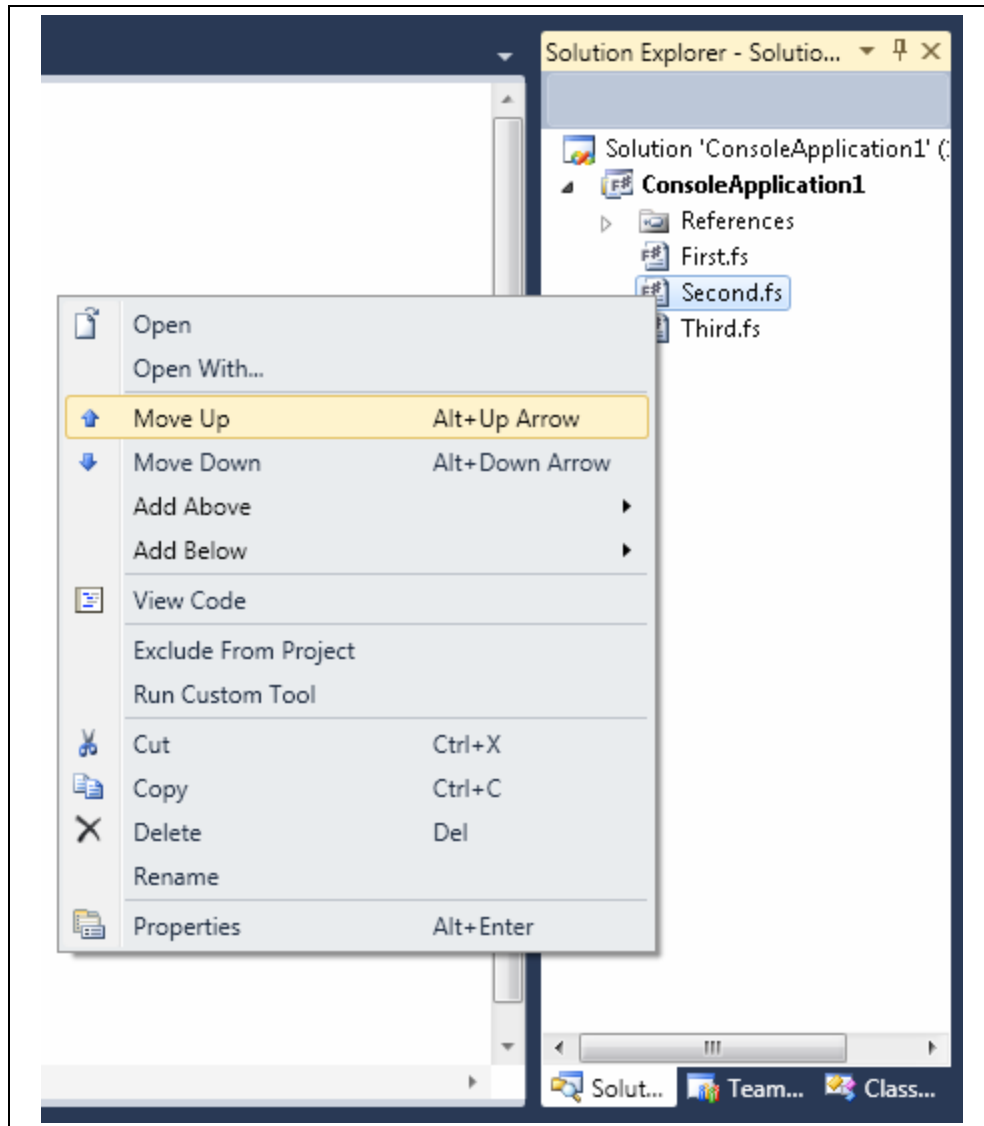 Solution Explorer - Solutio...
Solution 'ConsoleApplication1' (
ConsoleApplication1
References
First.fs
Second.fs
Third.fs
Open
Open With...
Move Up Alt+Up Arrow
Move Down Alt+Down Arrow
Add Above
Add Below
View Code
Exclude From Project
Run Custom Tool
Cut Ctrl+X
Copy Ctrl+C
Delete Del
Rename
Properties Alt+Enter
Solut... Team... Class...